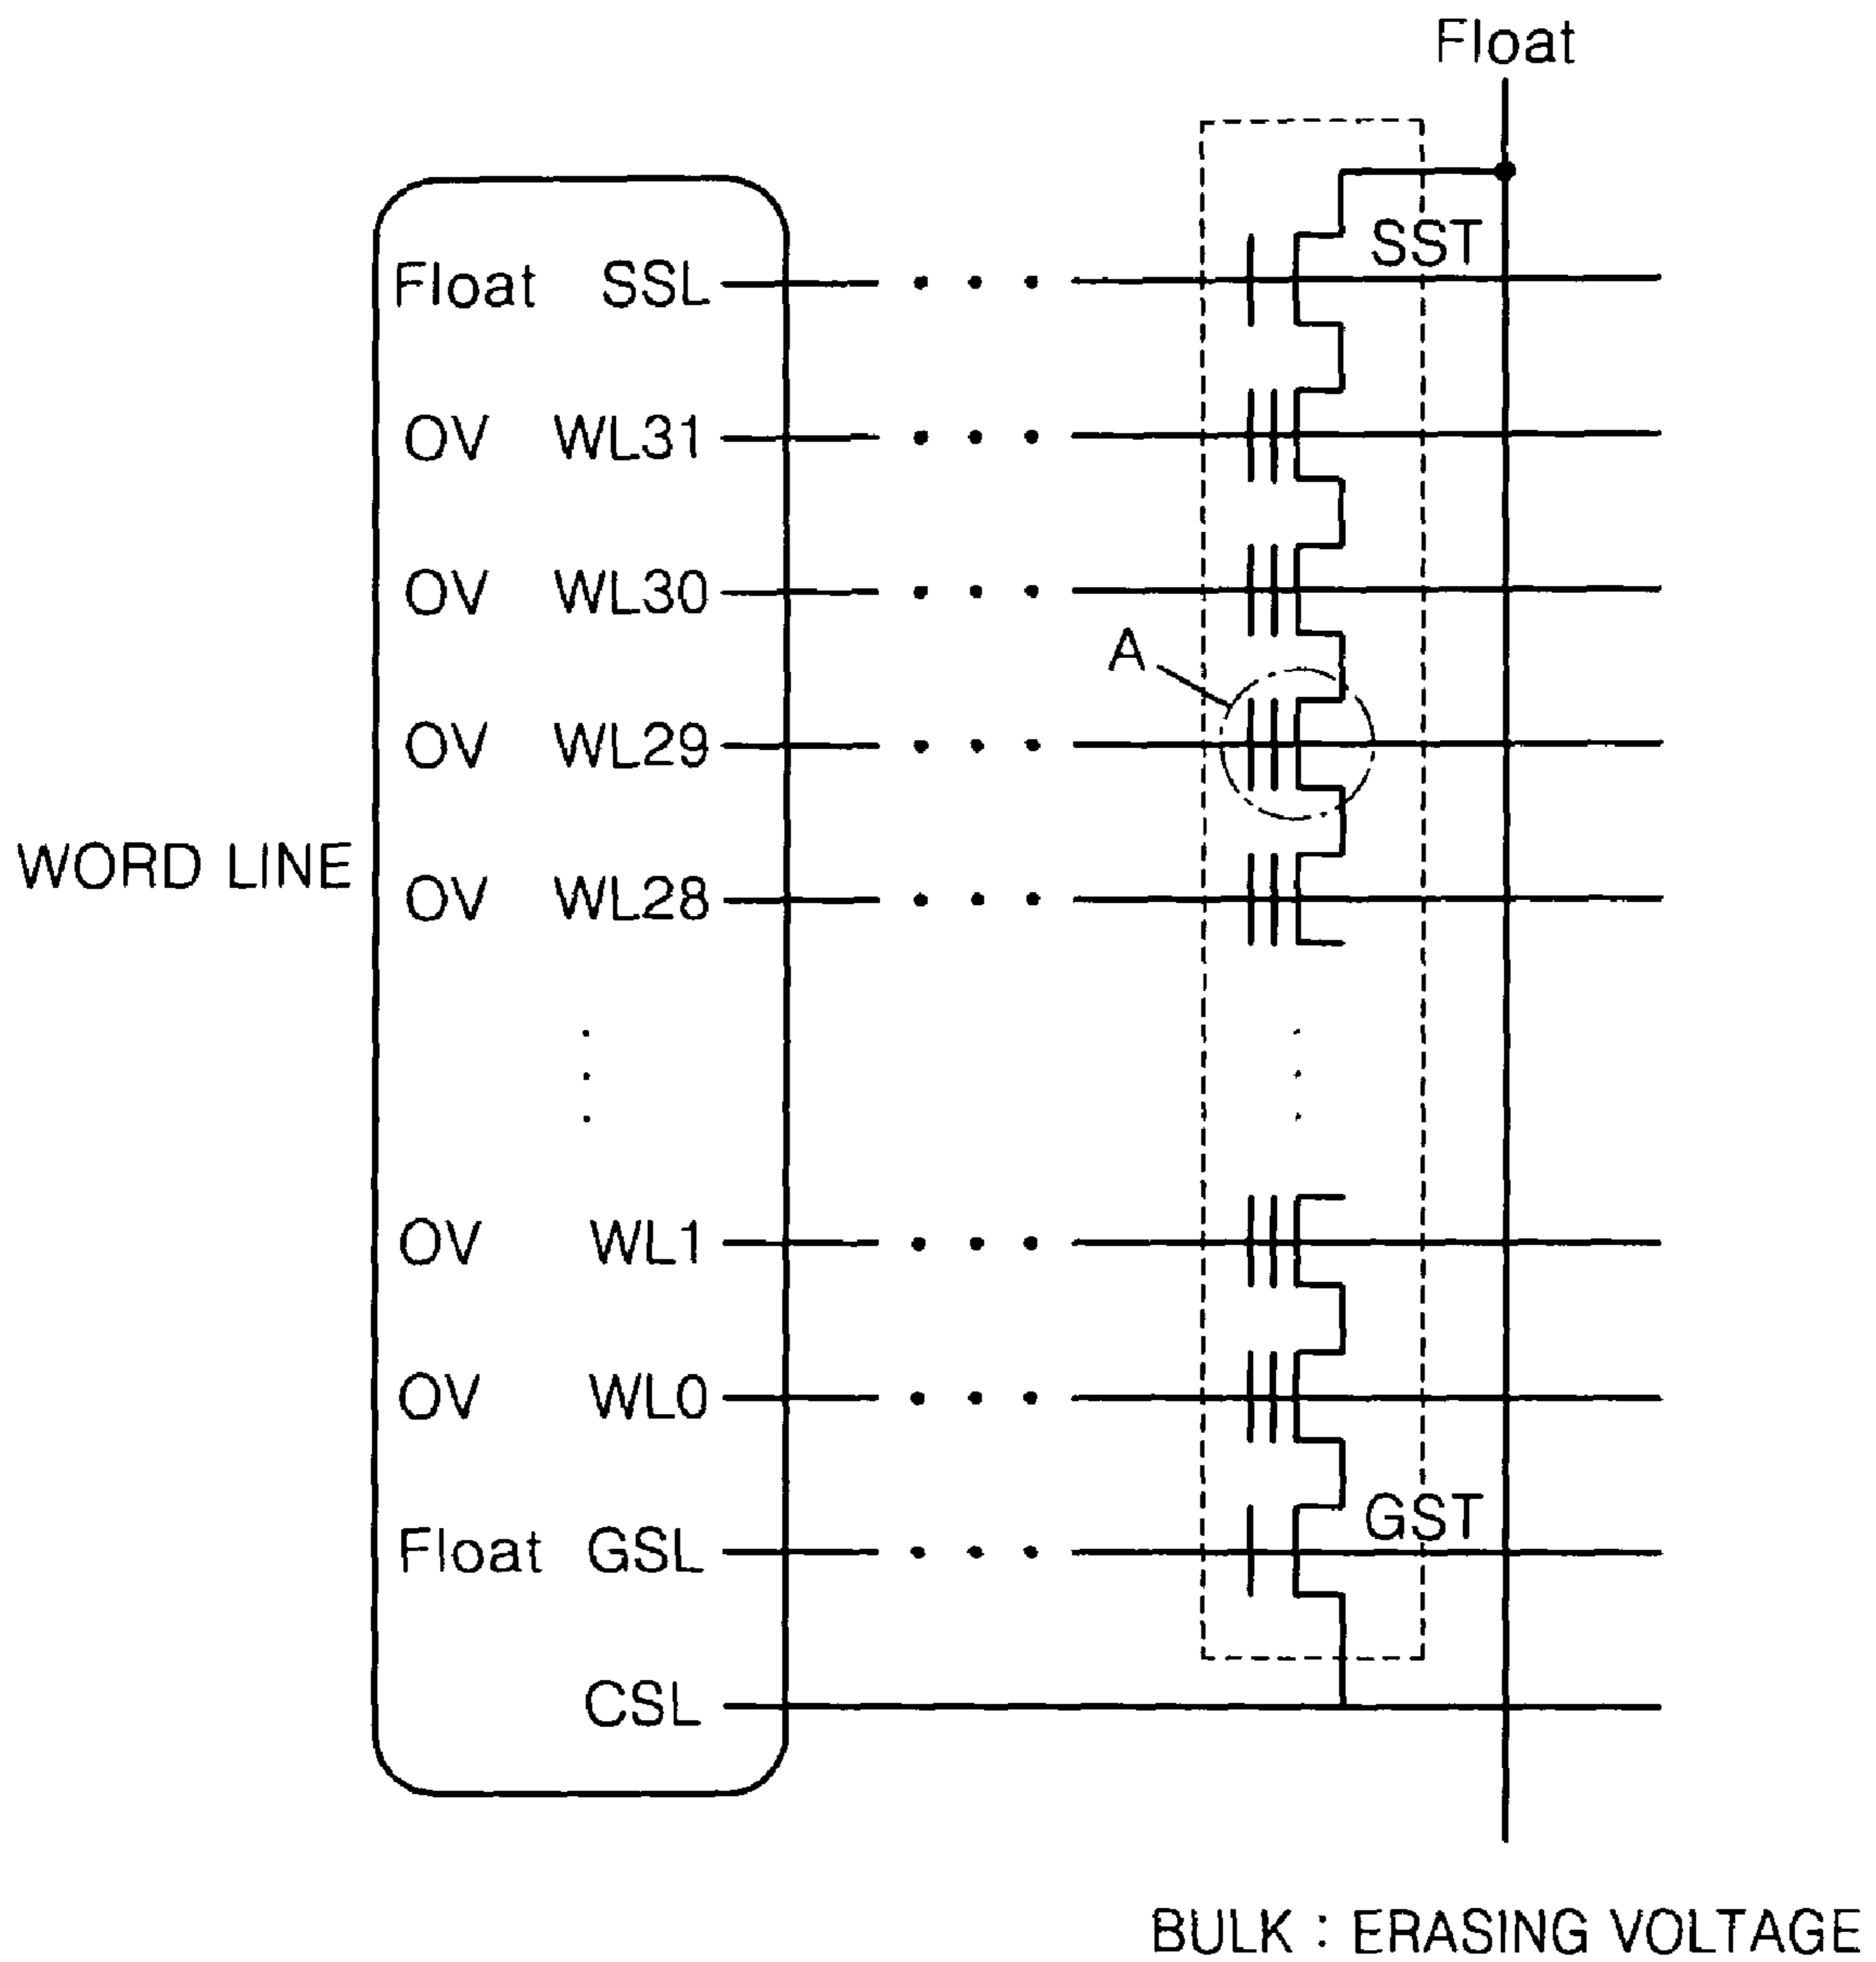 Float
SST
Float SSL
0V WL31
0V WL30
A
0V WL29
WORD LINE
0V WL28
0V WL1
0V WL0
GST
Float GSL
CSL
BULK : ERASING VOLTAGE